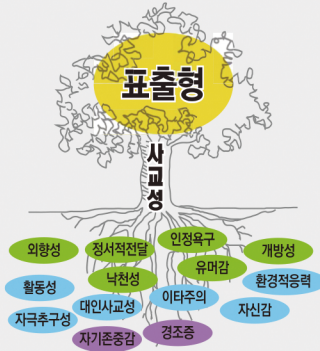 표출형
사교성
외향성
정서적전달
인정욕구
개방성
낙천성
유머감
활동성
환경적응력
대인사교성
이타주의
자신감
자극추구성
자기존중감
경조증